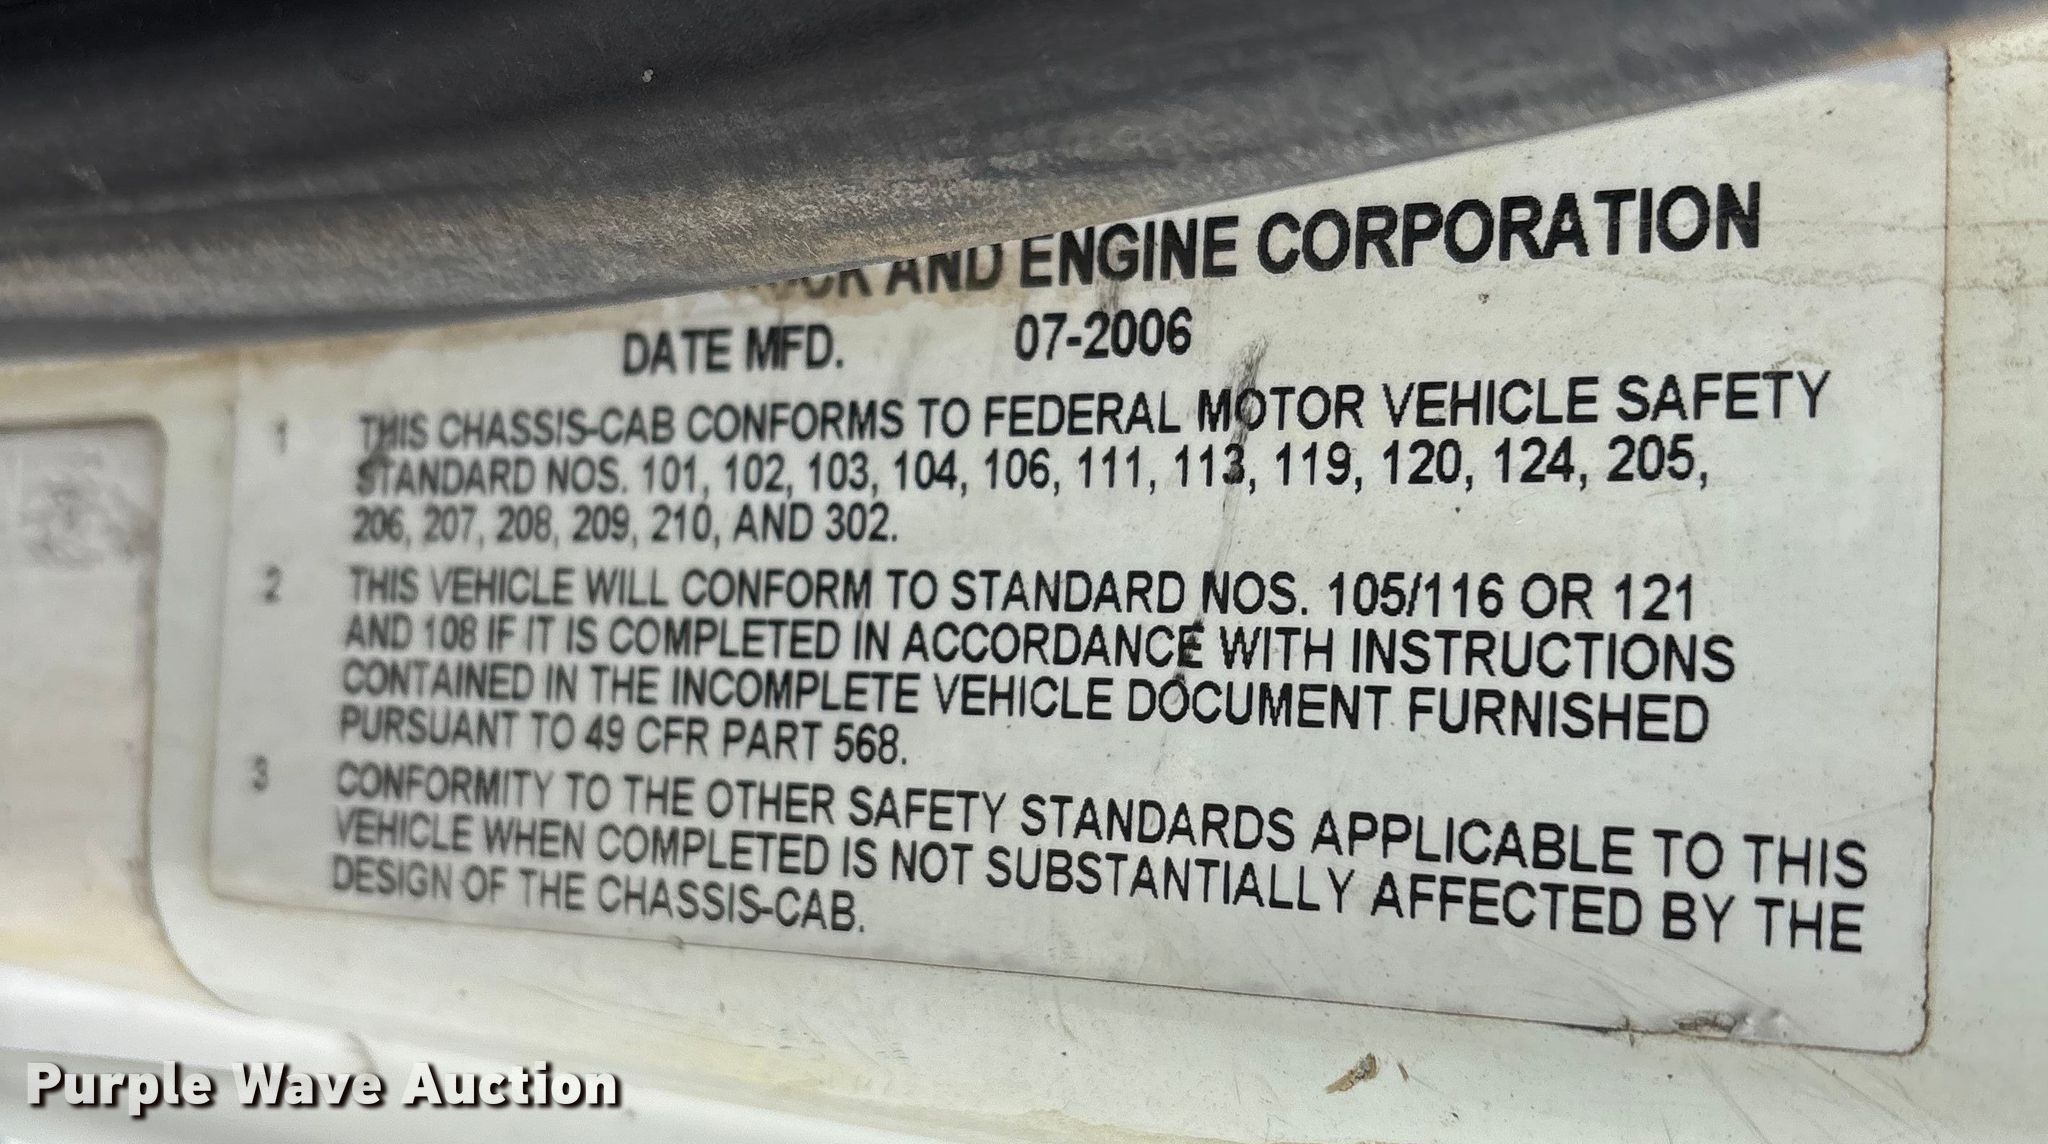 AND ENGINE CORPORATION
DATE MFD. 07-2006
1 THIS CHASSIS-CAB CONFORMS TO FEDERAL MOTOR VEHICLE SAFETY
STANDARD NOS. 101, 102, 103, 104, 106, 111, 113, 119, 120, 124, 205,
206, 207, 208, 209, 210, AND 302.
2 THIS VEHICLE WILL CONFORM TO STANDARD NOS. 105/116 OR 121
AND 108 IF IT IS COMPLETED IN ACCORDANCE WITH INSTRUCTIONS
CONTAINED IN THE INCOMPLETE VEHICLE DOCUMENT FURNISHED
PURSUANT TO 49 CFR PART 568.
3 CONFORMITY TO THE OTHER SAFETY STANDARDS APPLICABLE TO THIS
VEHICLE WHEN COMPLETED IS NOT SUBSTANTIALLY AFFECTED BY THE
DESIGN OF THE CHASSIS-CAB.
Purple Wave Auction